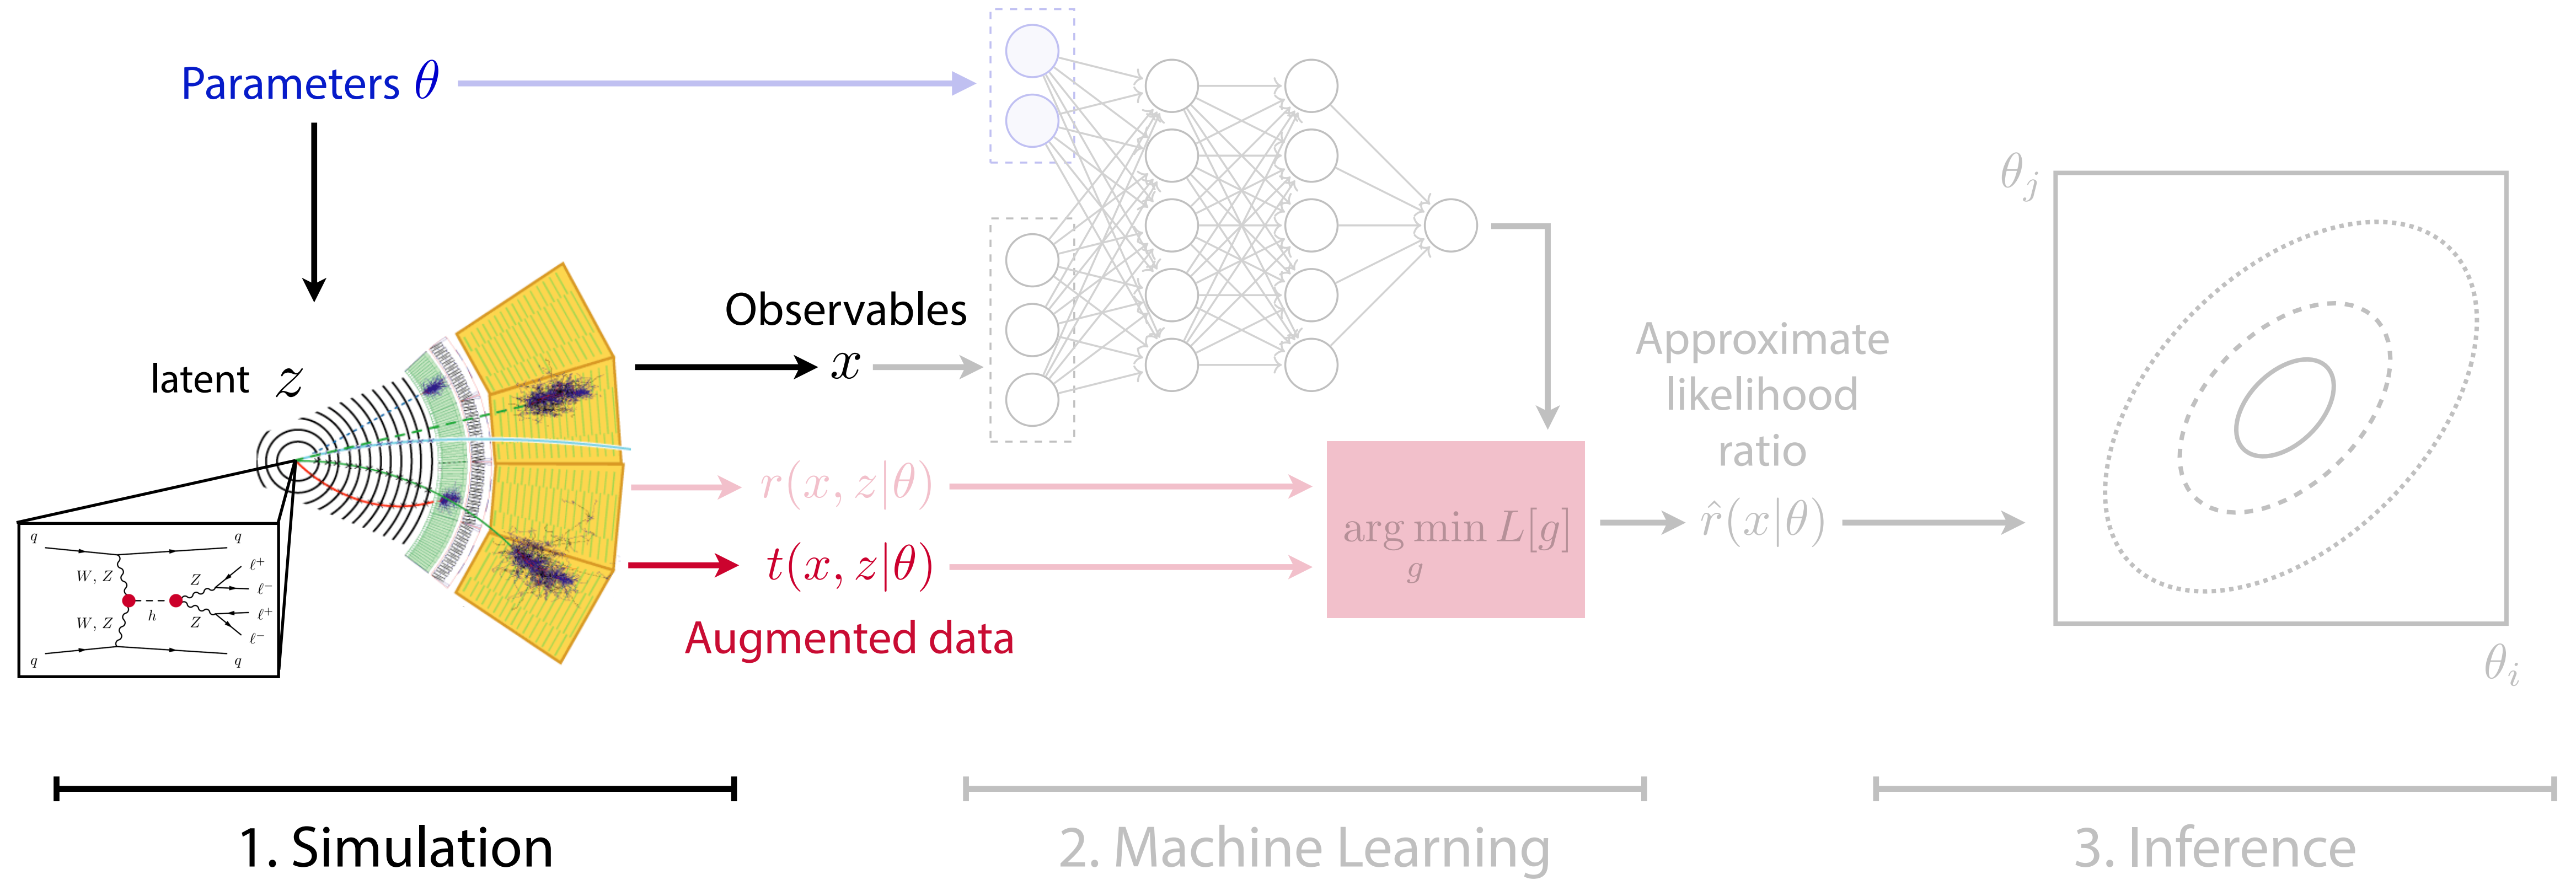 Parameters θ
latent z
Observables
x
r(x, z|θ)
t(x, z|θ)
Augmented data
q
q
W, Z
Z
ℓ+
ℓ−
h
W, Z
Z
ℓ+
ℓ−
q
q
arg min L[g]
g
Approximate
likelihood
ratio
r̂(x|θ)
θj
θi
1. Simulation
2. Machine Learning
3. Inference